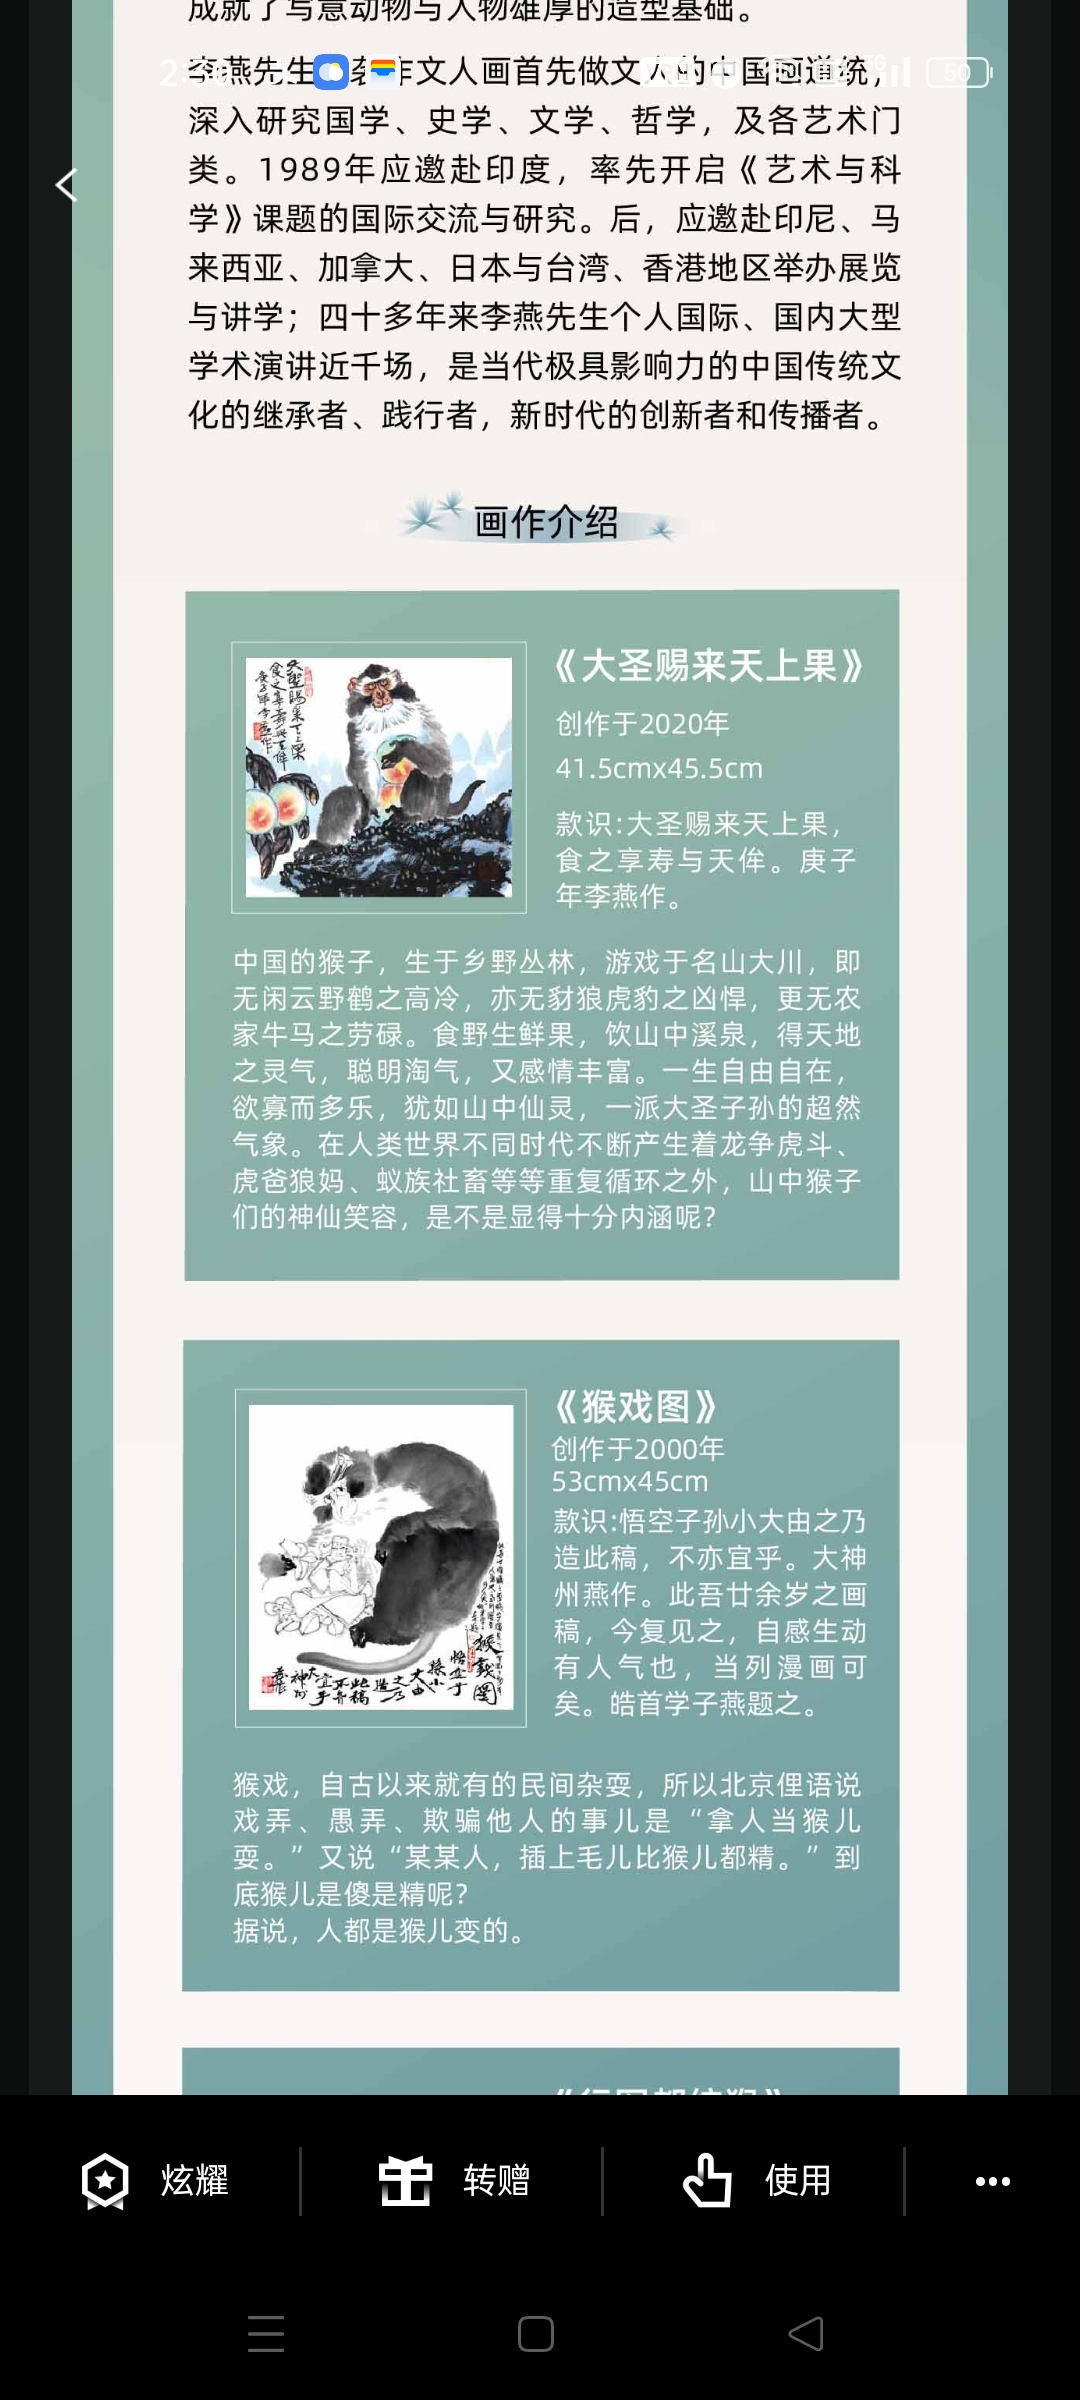 成就了写意动物与人物雄厚的造型基础。
李燕先生 袭作文人画首先做文人的中国画道统，
深入研究国学、史学、文学、哲学，及各艺术门
类。1989年应邀赴印度，率先开启《艺术与科
学》课题的国际交流与研究。后，应邀赴印尼、马
来西亚、加拿大、日本与台湾、香港地区举办展览
与讲学；四十多年来李燕先生个人国际、国内大型
学术演讲近千场，是当代极具影响力的中国传统文
化的继承者、践行者，新时代的创新者和传播者。
画作介绍
《大圣赐来天上果》
创作于2020年
41.5cmx45.5cm
款识:大圣赐来天上果，
食之享寿与天侔。庚子
年李燕作。
中国的猴子，生于乡野丛林，游戏于名山大川，即
无闲云野鹤之高冷，亦无豺狼虎豹之凶悍，更无农
家牛马之劳碌。食野生鲜果，饮山中溪泉，得天地
之灵气，聪明淘气，又感情丰富。一生自由自在，
欲寡而多乐，犹如山中仙灵，一派大圣子孙的超然
气象。在人类世界不同时代不断产生着龙争虎斗、
虎爸狼妈、蚁族社畜等等重复循环之外，山中猴子
们的神仙笑容，是不是显得十分内涵呢？
《猴戏图》
创作于2000年
53cmx45cm
款识:悟空子孙小大由之乃
造此稿，不亦宜乎。大神
州燕作。此吾廿余岁之画
稿，今复见之，自感生动
有人气也，当列漫画可
矣。皓首学子燕题之。
猴戏，自古以来就有的民间杂耍，所以北京俚语说
戏弄、愚弄、欺骗他人的事儿是“拿人当猴儿
耍。”又说“某某人，插上毛儿比猴儿都精。”到
底猴儿是傻是精呢？
据说，人都是猴儿变的。
炫耀
转赠
使用
50